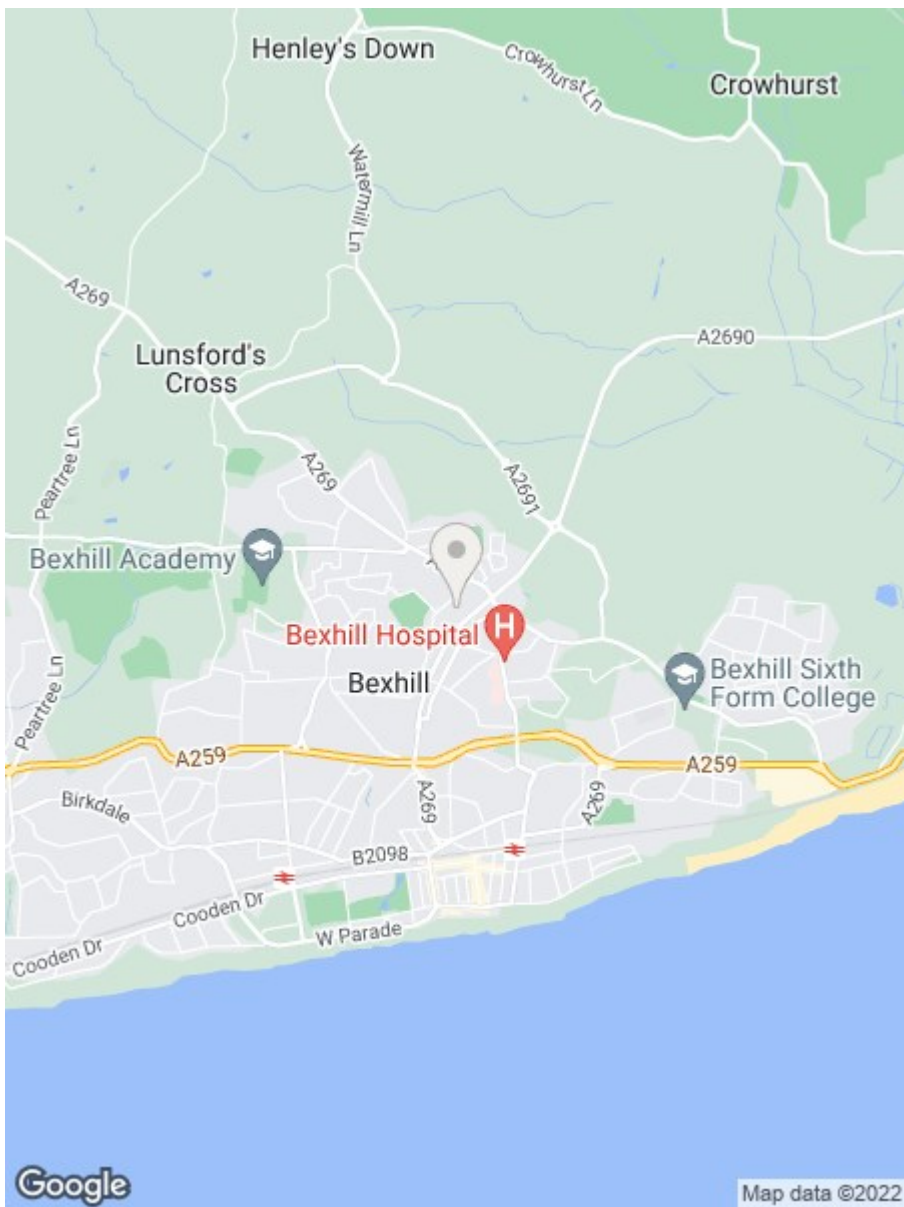 Henley's Down
Crowhurst Ln
Crowhurst
Watermill Ln
A269
A2690
Lunsford's
Cross
Peartree Ln
A269
A2691
Bexhill Academy
H
Bexhill Hospital
Bexhill
Bexhill Sixth
Form College
Peartree Ln
A259
A259
Birkdale
A269
A269
B2098
Cooden Dr
W Parade
Cooden Dr
Google
Map data ©2022